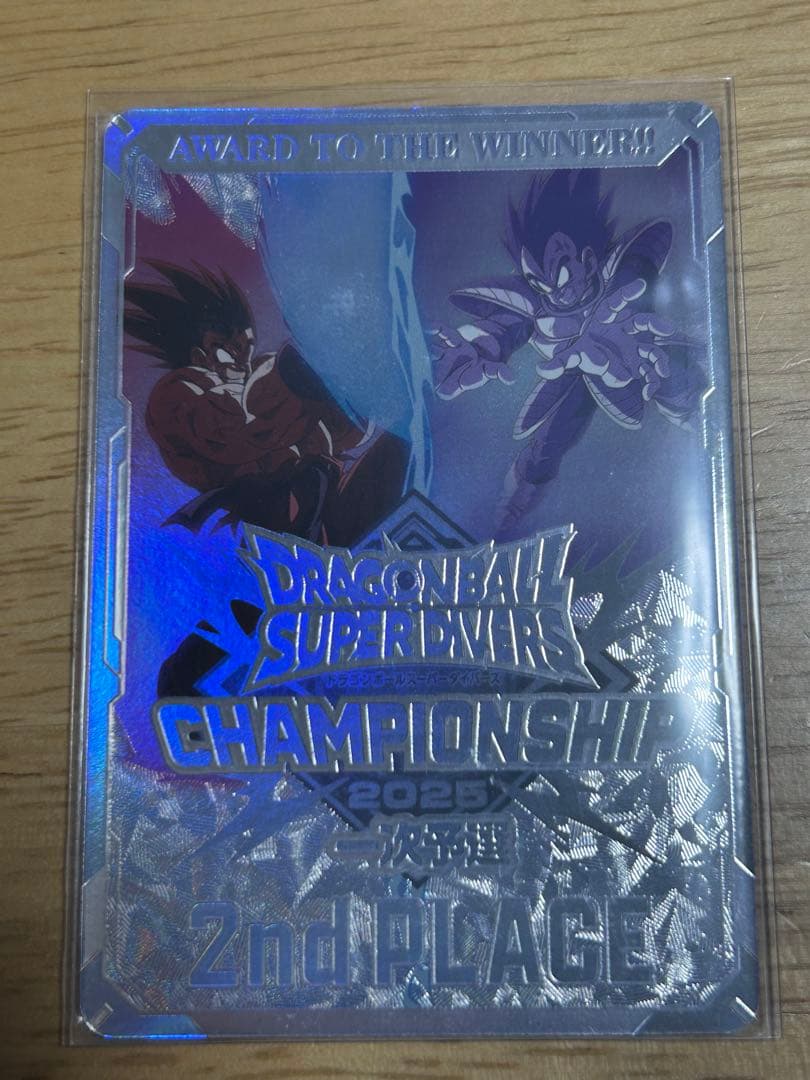 AWARD TO THE WINNER!!
DRAGONBALL
SUPER DIVERS
ドラゴンボールスーパーダイバーズ
CHAMPIONSHIP
2025
一次予選
2nd PLACE